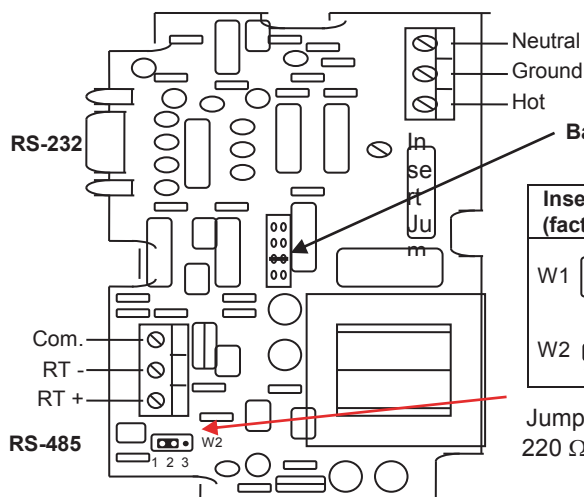 Neutral
Ground
Hot
RS-232
Ba
In
se
rt
Ju
m
Inse
(fact
W1
W2
Com.
RT -
RT +
RS-485
W2
1 2 3
Jump
220 Ω